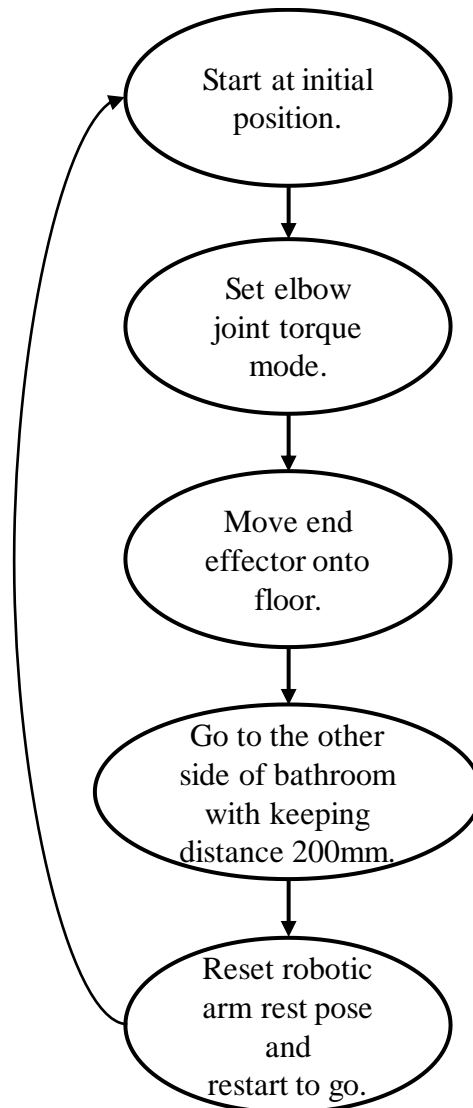 Start at initial
position.
Set elbow
joint torque
mode.
Move end
effector onto
floor.
Go to the other
side of bathroom
with keeping
distance 200mm.
Reset robotic
arm rest pose
and
restart to go.